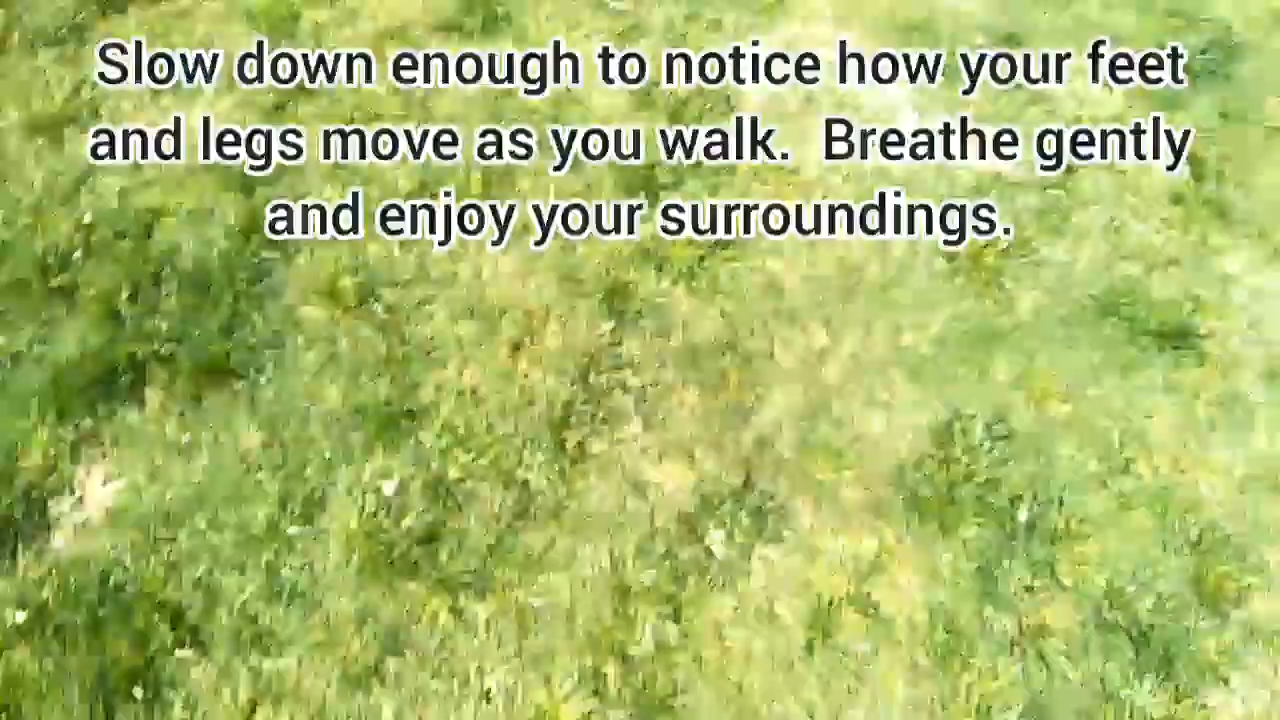 Slow down enough to notice how your feet
and legs move as you walk.  Breathe gently
and enjoy your surroundings.